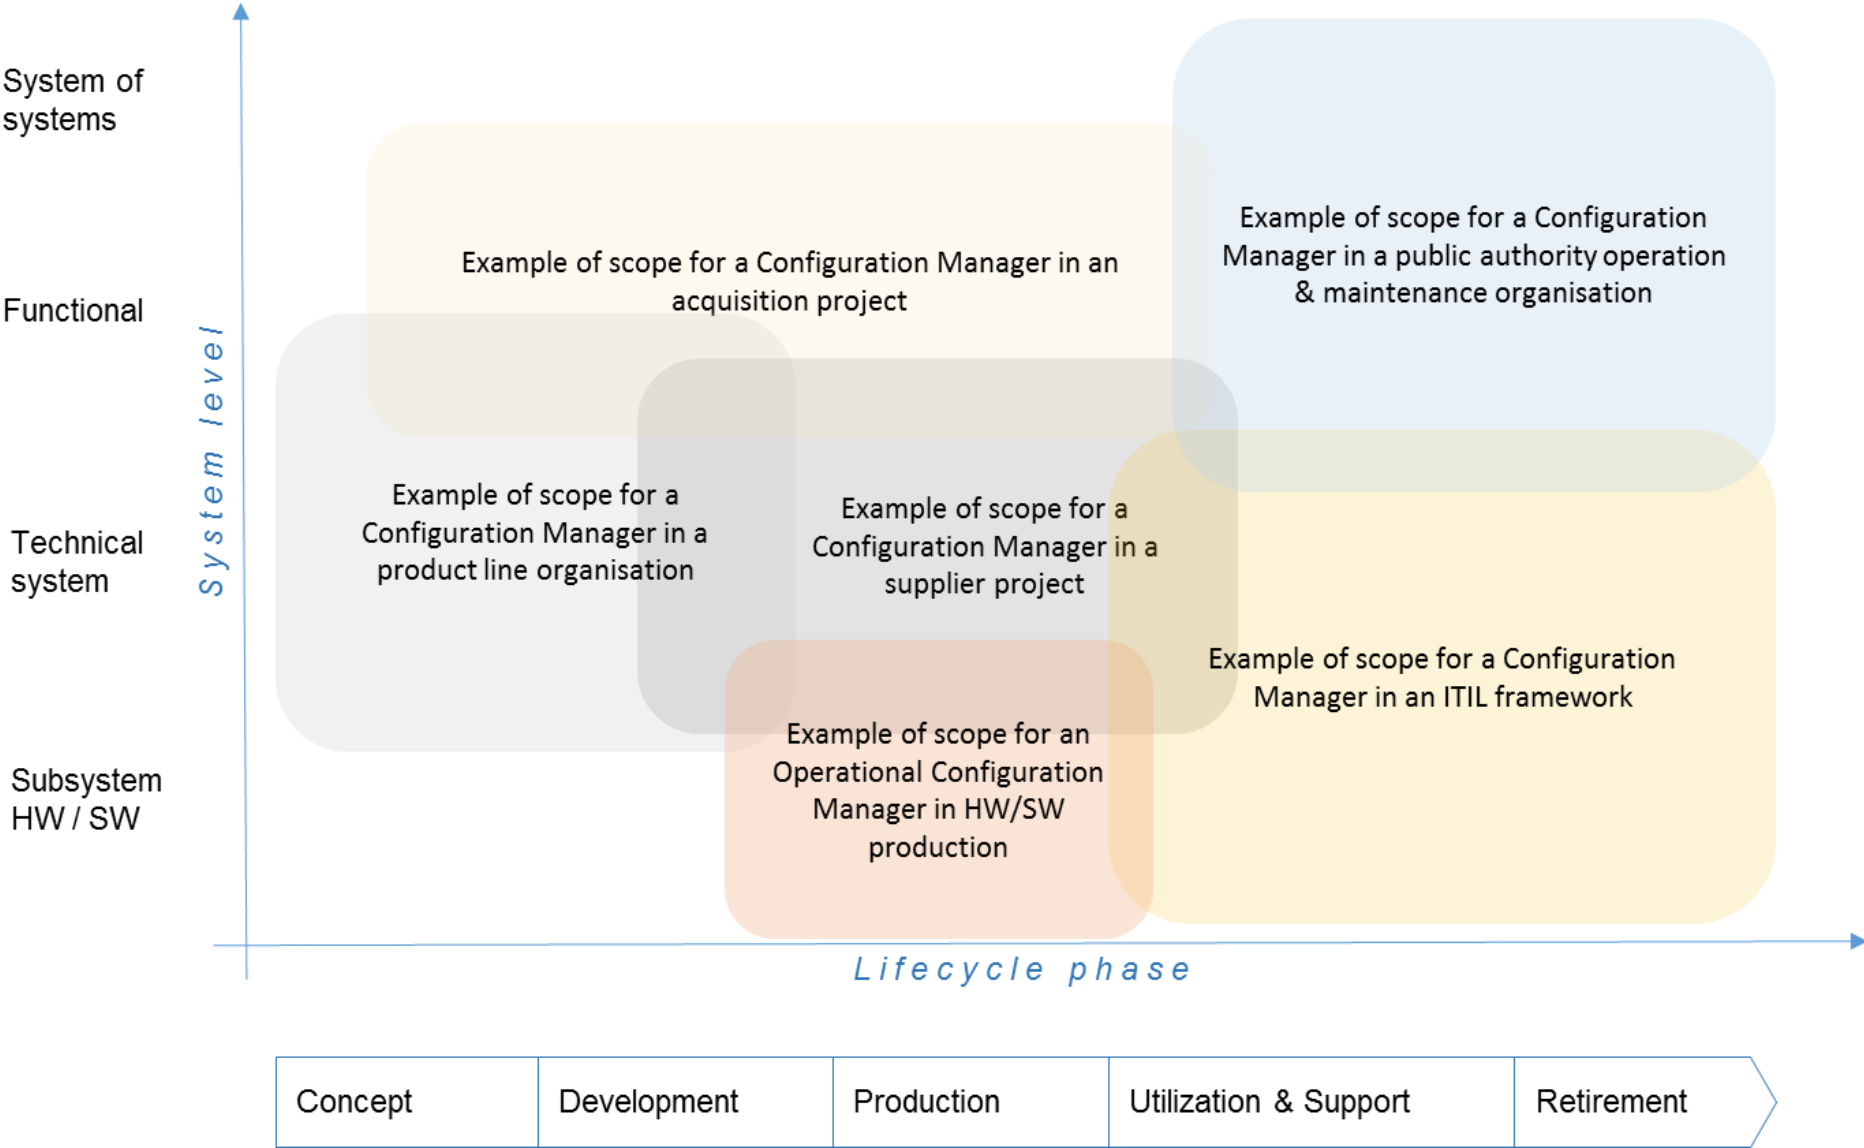 System of
systems
Functional
Technical
system
Subsystem
HW / SW
System level
Example of scope for a Configuration Manager in an
acquisition project
Example of scope for a Configuration
Manager in a public authority operation
& maintenance organisation
Example of scope for a
Configuration Manager in a
product line organisation
Example of scope for a
Configuration Manager in a
supplier project
Example of scope for a Configuration
Manager in an ITIL framework
Example of scope for an
Operational Configuration
Manager in HW/SW
production
Lifecycle phase
Concept
Development
Production
Utilization & Support
Retirement